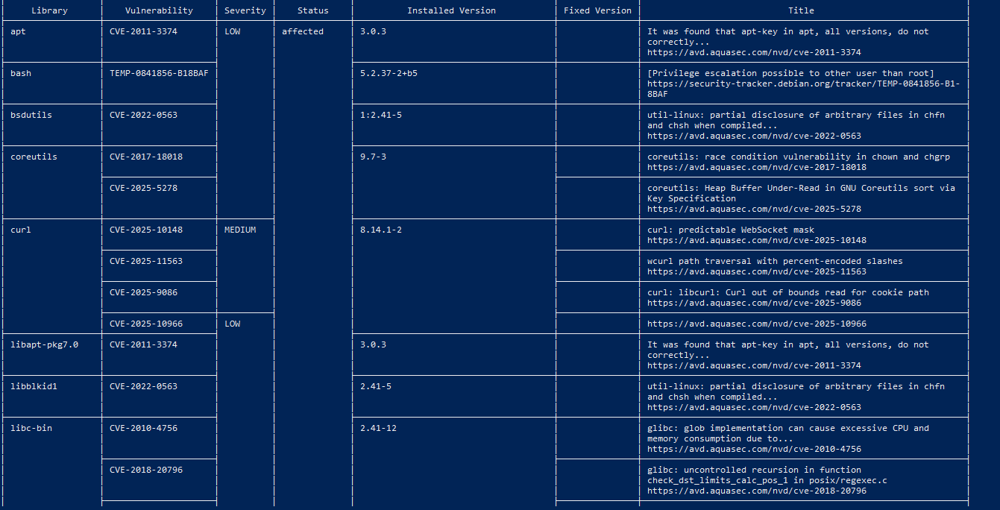 Library Vulnerability Severity Status Installed Version Fixed Version Title
apt CVE-2011-3374 LOW affected 3.0.3 It was found that apt-key in apt, all versions, do not
correctly...
https://avd.aquasec.com/nvd/cve-2011-3374
bash TEMP-0841856-B18BAF 5.2.37-2+b5 [Privilege escalation possible to other user than root]
https://security-tracker.debian.org/tracker/TEMP-0841856-B1-
8BAF
bsdutils CVE-2022-0563 1:2.41-5 util-linux: partial disclosure of arbitrary files in chfn
and chsh when compiled...
https://avd.aquasec.com/nvd/cve-2022-0563
coreutils CVE-2017-18018 9.7-3 coreutils: race condition vulnerability in chown and chgrp
https://avd.aquasec.com/nvd/cve-2017-18018
CVE-2025-5278 coreutils: Heap Buffer Under-Read in GNU Coreutils sort via
Key Specification
https://avd.aquasec.com/nvd/cve-2025-5278
curl CVE-2025-10148 MEDIUM 8.14.1-2 curl: predictable WebSocket mask
https://avd.aquasec.com/nvd/cve-2025-10148
CVE-2025-11563 wcurl path traversal with percent-encoded slashes
https://avd.aquasec.com/nvd/cve-2025-11563
CVE-2025-9086 curl: libcurl: Curl out of bounds read for cookie path
https://avd.aquasec.com/nvd/cve-2025-9086
CVE-2025-10966 LOW https://avd.aquasec.com/nvd/cve-2025-10966
libapt-pkg7.0 CVE-2011-3374 3.0.3 It was found that apt-key in apt, all versions, do not
correctly...
https://avd.aquasec.com/nvd/cve-2011-3374
libblkid1 CVE-2022-0563 2.41-5 util-linux: partial disclosure of arbitrary files in chfn
and chsh when compiled...
https://avd.aquasec.com/nvd/cve-2022-0563
libc-bin CVE-2010-4756 2.41-12 glibc: glob implementation can cause excessive CPU and
memory consumption due to...
https://avd.aquasec.com/nvd/cve-2010-4756
CVE-2018-20796 glibc: uncontrolled recursion in function
check_dst_limits_calc_pos_1 in posix/regexec.c
https://avd.aquasec.com/nvd/cve-2018-20796